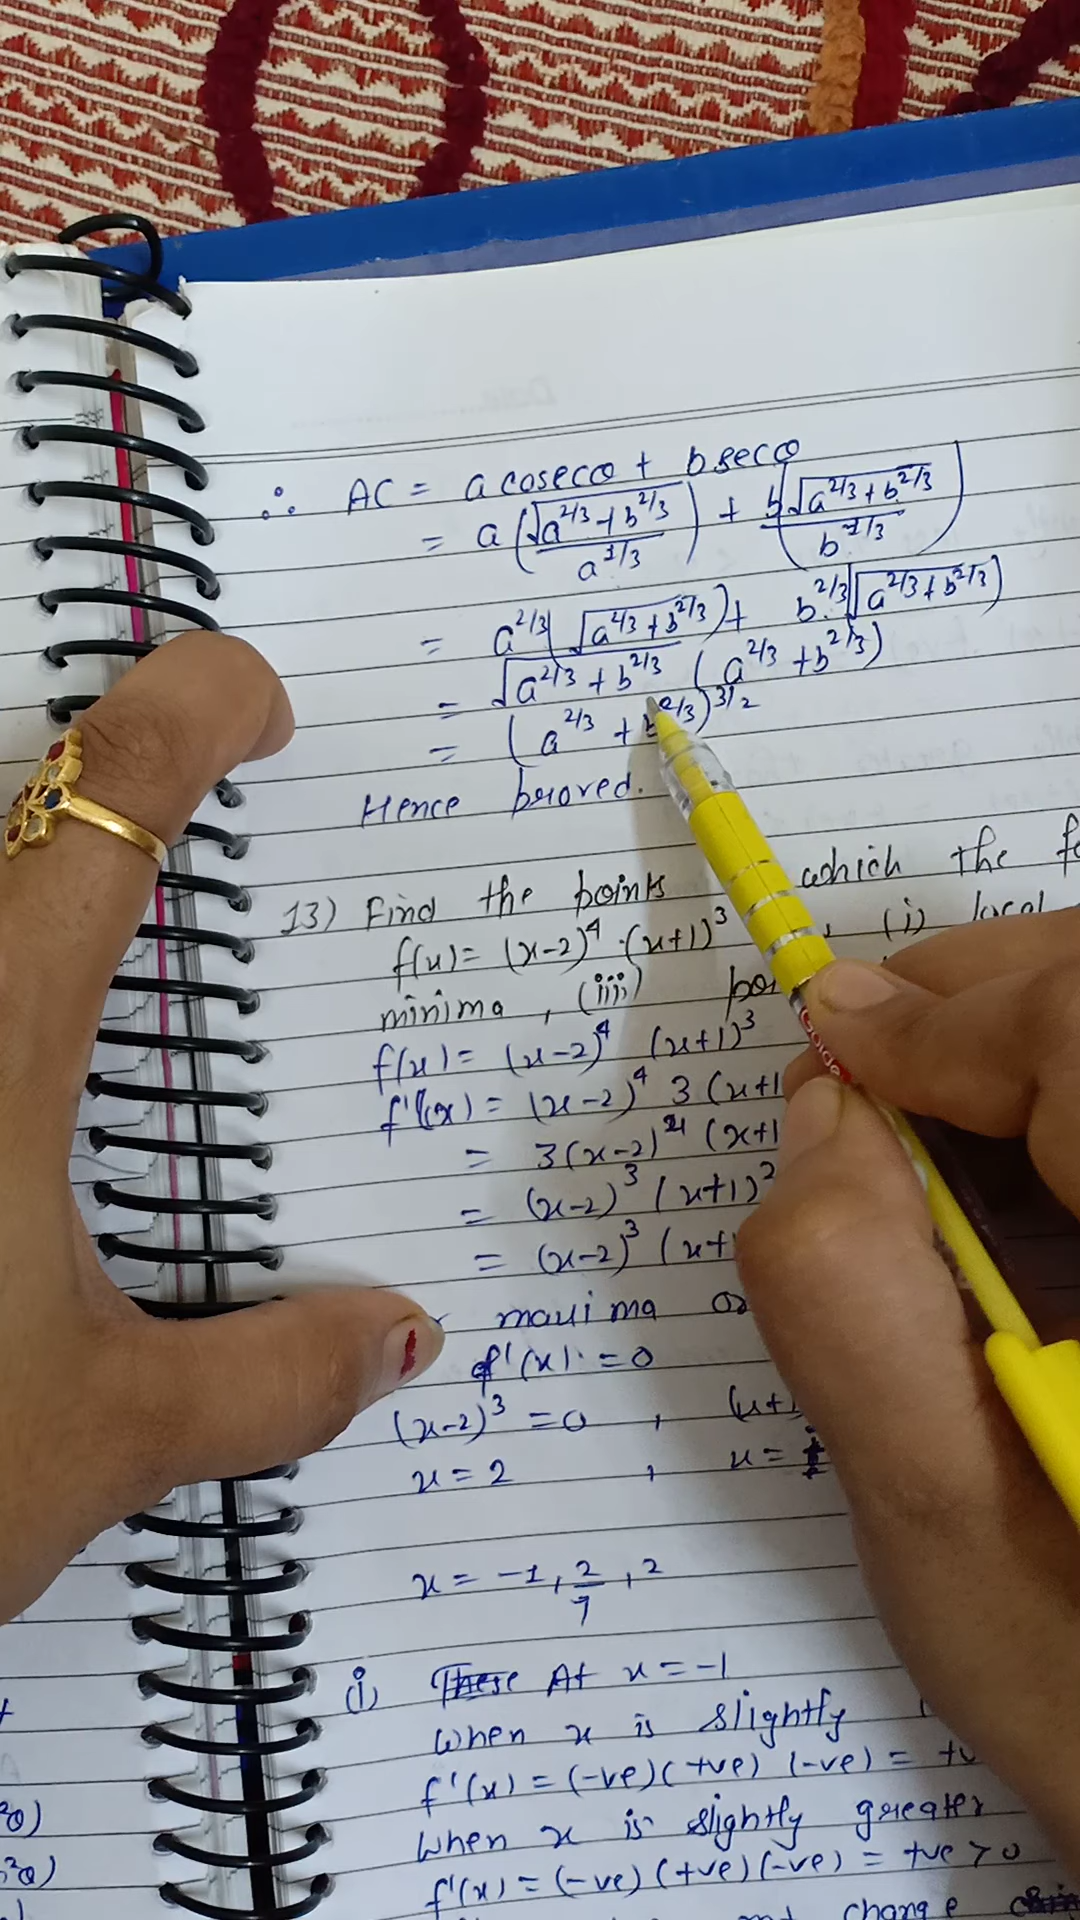 ∴ AC = a cosecθ + b secθ
= a (√(a^2/3 + b^2/3) / a^1/3) + b(√(a^2/3 + b^2/3) / b^1/3)
= a^2/3 (√(a^2/3 + b^2/3)) + b^2/3 (√(a^2/3 + b^2/3))
= √(a^2/3 + b^2/3) (a^2/3 + b^2/3)
= (a^2/3 + b^2/3)^3/2
Hence proved.
13) Find the points which the
f(x) = (x-2)^4 . (x+1)^3 , (i) local
minima , (iii)
f(x) = (x-2)^4 (x+1)^3
f'(x) = (x-2)^4 3 (x+1
= 3(x-2)^4 (x+1
= (x-2)^3 (x+1)^2
= (x-2)^3 (x+
maxima or
f'(x) = 0
(x-2)^3 = 0 , (x+
x = 2 , x =
x = -1, 2/7, 2
(i) At x = -1
When x is slightly
f'(x) = (-ve) (+ve) (-ve) = +v
When x is slightly greater
f'(x) = (-ve) (+ve) (-ve) = +ve > 0
change